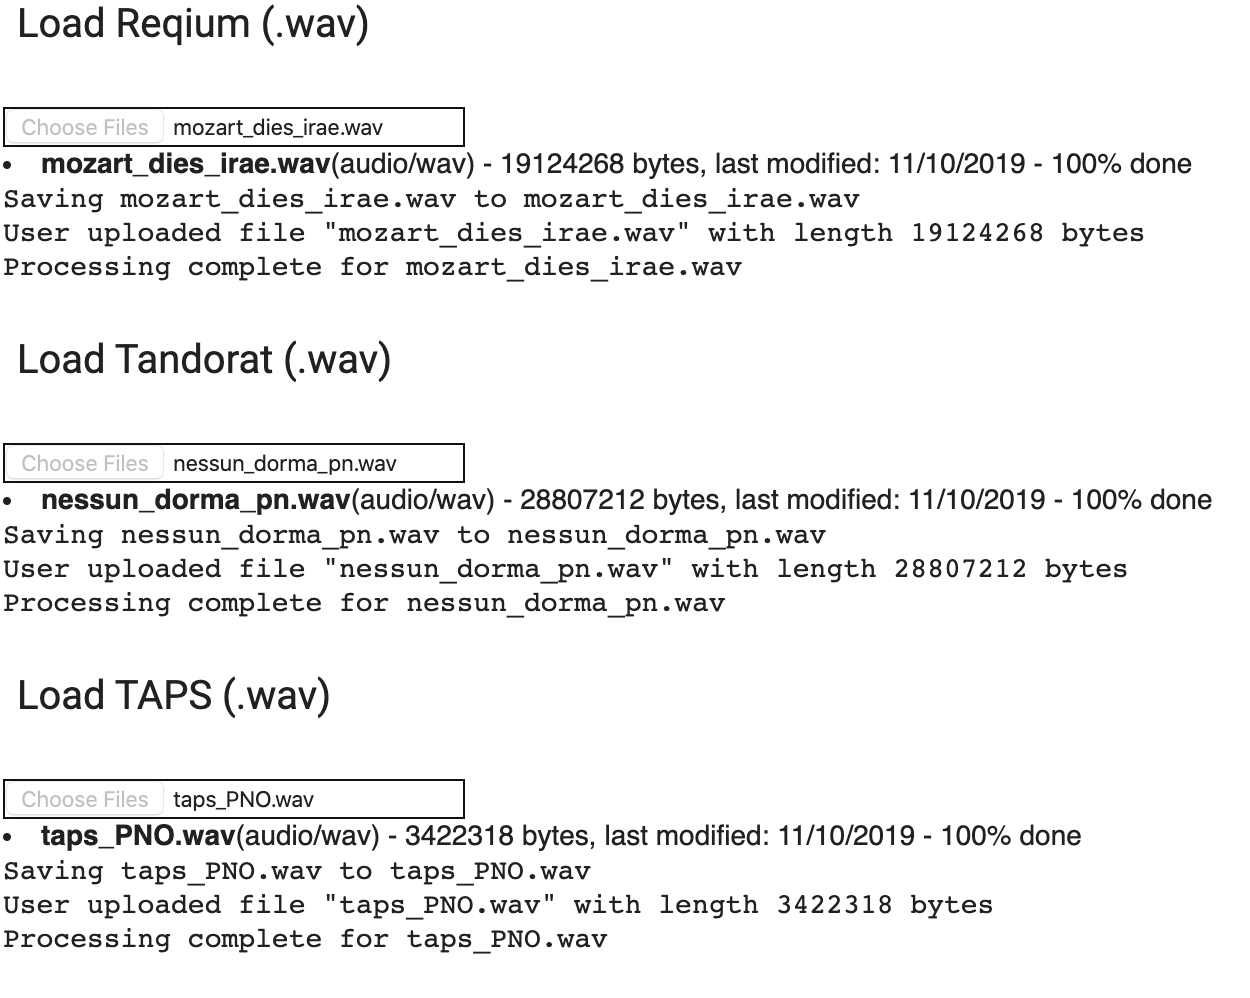 Load Reqium (.wav)
Choose Files mozart_dies_irae.wav
• mozart_dies_irae.wav(audio/wav) - 19124268 bytes, last modified: 11/10/2019 - 100% done
Saving mozart_dies_irae.wav to mozart_dies_irae.wav
User uploaded file "mozart_dies_irae.wav" with length 19124268 bytes
Processing complete for mozart_dies_irae.wav
Load Tandorat (.wav)
Choose Files nessun_dorma_pn.wav
• nessun_dorma_pn.wav(audio/wav) - 28807212 bytes, last modified: 11/10/2019 - 100% done
Saving nessun_dorma_pn.wav to nessun_dorma_pn.wav
User uploaded file "nessun_dorma_pn.wav" with length 28807212 bytes
Processing complete for nessun_dorma_pn.wav
Load TAPS (.wav)
Choose Files taps_PNO.wav
• taps_PNO.wav(audio/wav) - 3422318 bytes, last modified: 11/10/2019 - 100% done
Saving taps_PNO.wav to taps_PNO.wav
User uploaded file "taps_PNO.wav" with length 3422318 bytes
Processing complete for taps_PNO.wav